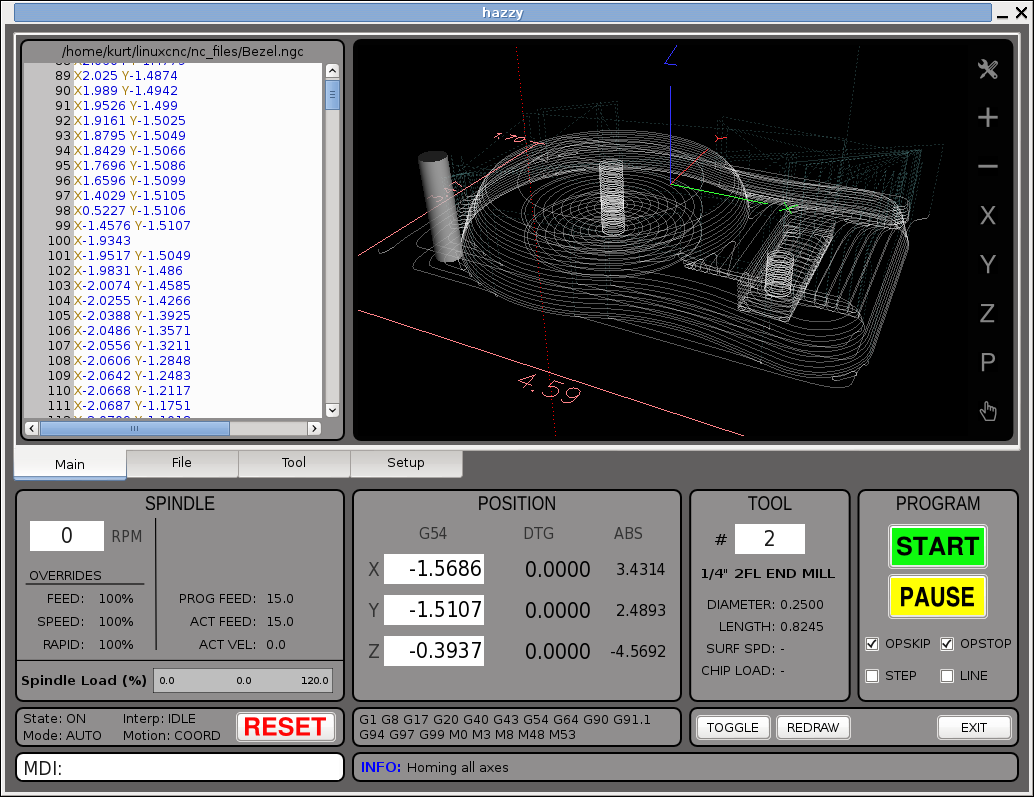 hazzy
/home/kurt/linuxcnc/nc_files/Bezel.ngc
89 X2.025 Y-1.4874
90 X1.989 Y-1.4942
91 X1.9526 Y-1.499
92 X1.9161 Y-1.5025
93 X1.8795 Y-1.5049
94 X1.8429 Y-1.5066
95 X1.7696 Y-1.5086
96 X1.6596 Y-1.5099
97 X1.4029 Y-1.5105
98 X0.5227 Y-1.5106
99 X-1.4576 Y-1.5107
100 X-1.9343
101 X-1.9517 Y-1.5049
102 X-1.9831 Y-1.486
103 X-2.0074 Y-1.4585
104 X-2.0255 Y-1.4266
105 X-2.0388 Y-1.3925
106 X-2.0486 Y-1.3571
107 X-2.0556 Y-1.3211
108 X-2.0606 Y-1.2848
109 X-2.0642 Y-1.2483
110 X-2.0668 Y-1.2117
111 X-2.0687 Y-1.1751
Z
Y
X
4.59
+
−
X
Y
Z
P
Main File Tool Setup
SPINDLE
0 RPM
OVERRIDES
FEED: 100%
SPEED: 100%
RAPID: 100%
PROG FEED: 15.0
ACT FEED: 15.0
ACT VEL: 0.0
Spindle Load (%) 0.0 0.0 120.0
POSITION
G54 DTG ABS
X -1.5686 0.0000 3.4314
Y -1.5107 0.0000 2.4893
Z -0.3937 0.0000 -4.5692
TOOL
# 2
1/4" 2FL END MILL
DIAMETER: 0.2500
LENGTH: 0.8245
SURF SPD: -
CHIP LOAD: -
PROGRAM
START
PAUSE
OPSKIP OPSTOP
STEP LINE
State: ON Interp: IDLE
Mode: AUTO Motion: COORD
RESET
G1 G8 G17 G20 G40 G43 G54 G64 G90 G91.1
G94 G97 G99 M0 M3 M8 M48 M53
TOGGLE REDRAW EXIT
MDI:
INFO: Homing all axes